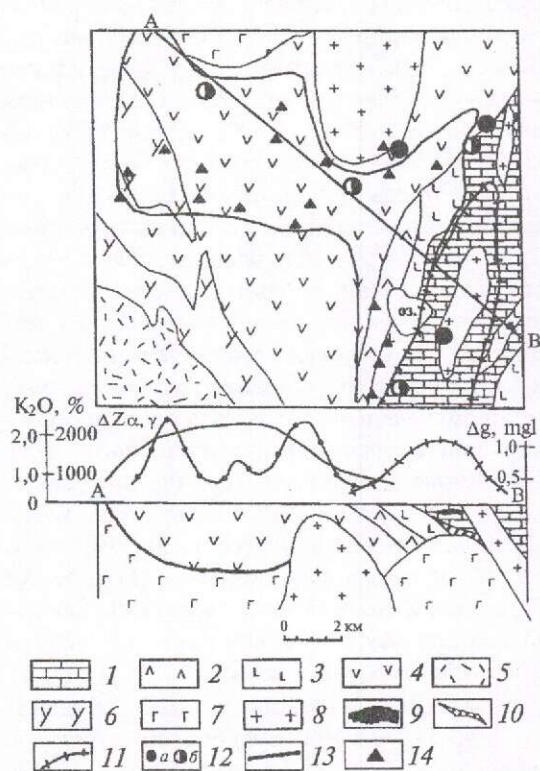 А
оз.
В
K₂O, % ΔZα, γ Δg, mgl
2,0 2000 1,0
1,0 1000 0,5
0 А В
0 2 км
1 2 3 4 5
6 7 8 9 10
11 а б 12 13 14